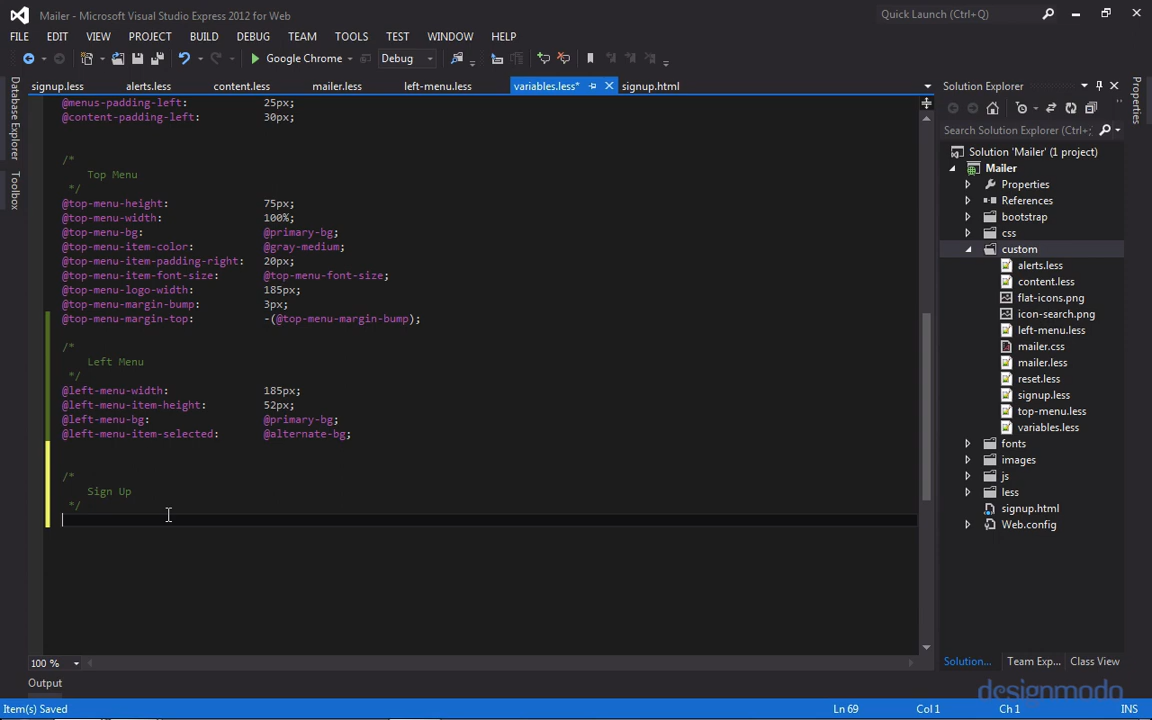 Mailer - Microsoft Visual Studio Express 2012 for Web
Quick Launch (Ctrl+Q)
FILE EDIT VIEW PROJECT BUILD DEBUG TEAM TOOLS TEST WINDOW HELP
Google Chrome Debug
signup.less alerts.less content.less mailer.less left-menu.less variables.less* signup.html
Database Explorer
Toolbox
@menus-padding-left: 25px;
@content-padding-left: 30px;
/*
Top Menu
*/
@top-menu-height: 75px;
@top-menu-width: 100%;
@top-menu-bg: @primary-bg;
@top-menu-item-color: @gray-medium;
@top-menu-item-padding-right: 20px;
@top-menu-item-font-size: @top-menu-font-size;
@top-menu-logo-width: 185px;
@top-menu-margin-bump: 3px;
@top-menu-margin-top: -(@top-menu-margin-bump);
/*
Left Menu
*/
@left-menu-width: 185px;
@left-menu-item-height: 52px;
@left-menu-bg: @primary-bg;
@left-menu-item-selected: @alternate-bg;
/*
Sign Up
*/
100 %
Output
Solution Explorer
Search Solution Explorer (Ctrl+;
Solution 'Mailer' (1 project)
Mailer
Properties
References
bootstrap
css
custom
alerts.less
content.less
flat-icons.png
icon-search.png
left-menu.less
mailer.css
mailer.less
reset.less
signup.less
top-menu.less
variables.less
fonts
images
js
less
signup.html
Web.config
Solution... Team Exp... Class View
Properties
designmodo
Item(s) Saved Ln 69 Col 1 Ch 1 INS